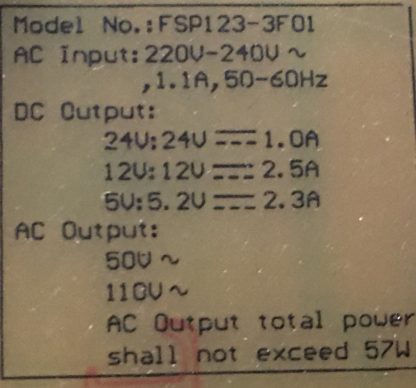 Model No.:FSP123-3F01
AC Input:220V-240V ~
,1.1A,50-60Hz
DC Output:
24V:24V ⎓ 1.0A
12V:12V ⎓ 2.5A
5V:5.2V ⎓ 2.3A
AC Output:
500V ~
110V ~
AC Output total power
shall not exceed 57W